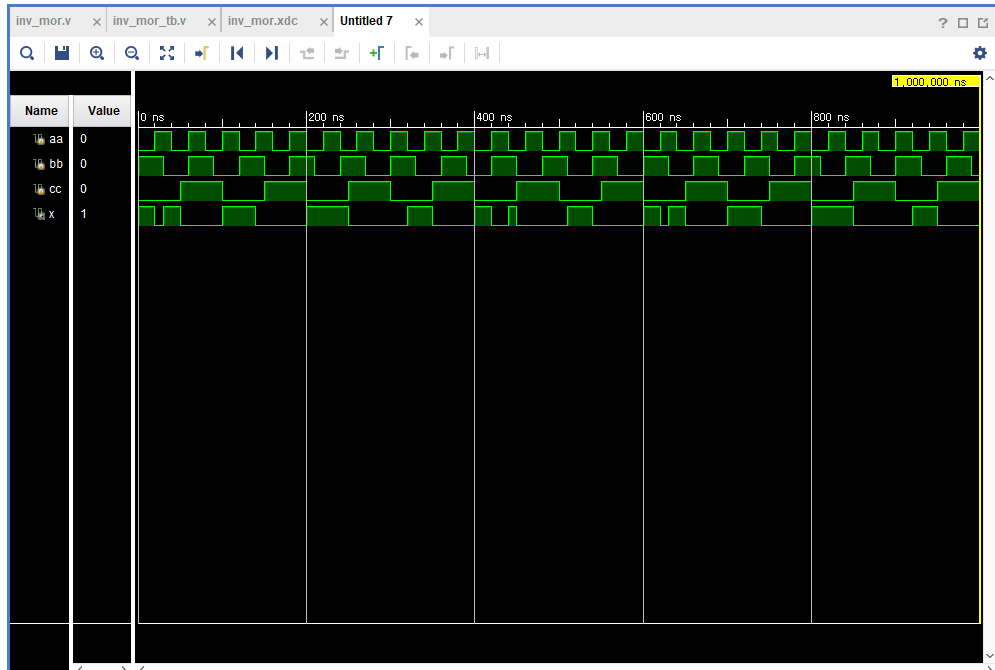 inv_mor.v × inv_mor_tb.v × inv_mor.xdc × Untitled 7 ×
?
1,000,000 ns
Name Value
0 ns 200 ns 400 ns 600 ns 800 ns
aa 0
bb 0
cc 0
x 1